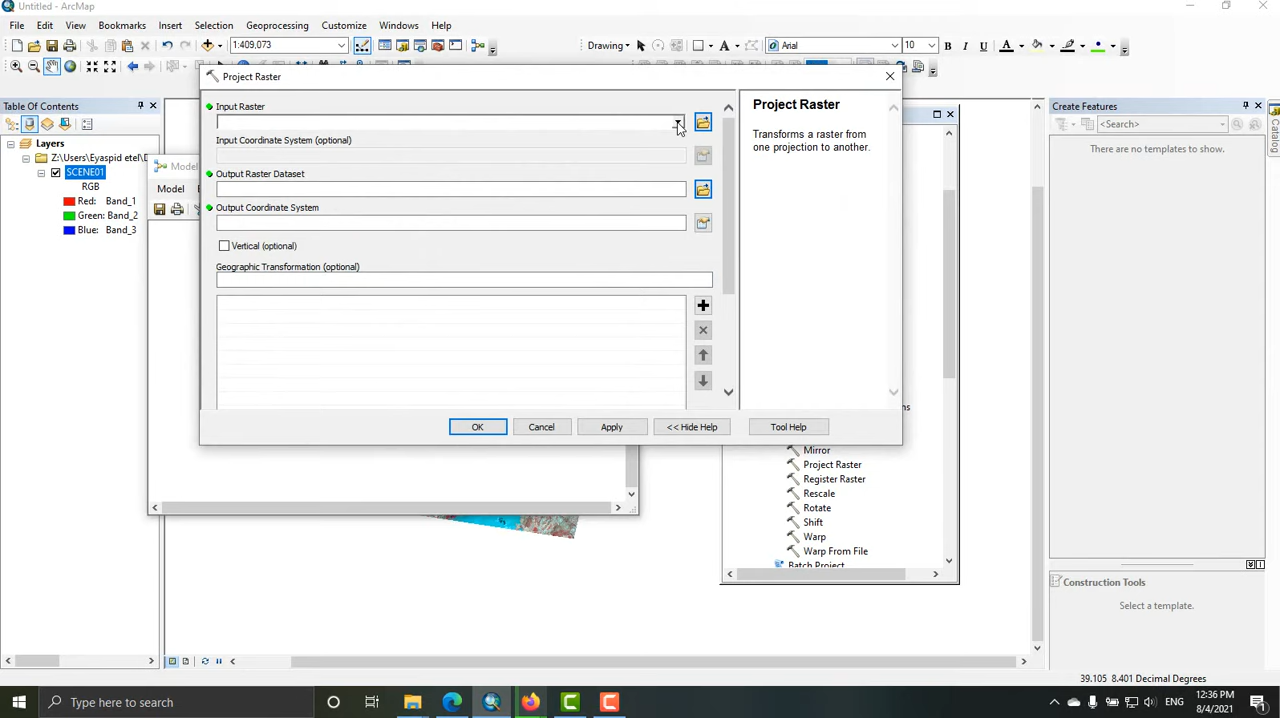 Untitled - ArcMap
File Edit View Bookmarks Insert Selection Geoprocessing Customize Windows Help
1:409,073
Drawing
Arial
10
B I U A
Table Of Contents
Layers
Z:\Users\Eyaspid etel\D
SCENE01
RGB
Red: Band_1
Green: Band_2
Blue: Band_3
Model
Model
Project Raster
Input Raster
Input Coordinate System (optional)
Output Raster Dataset
Output Coordinate System
Vertical (optional)
Geographic Transformation (optional)
OK
Cancel
Apply
<< Hide Help
Tool Help
Project Raster
Transforms a raster from
one projection to another.
Mirror
Project Raster
Register Raster
Rescale
Rotate
Shift
Warp
Warp From File
Batch Project
Create Features
<Search>
There are no templates to show.
Catalog
Construction Tools
Select a template.
39.105 8.401 Decimal Degrees
Type here to search
ENG
12:36 PM
8/4/2021